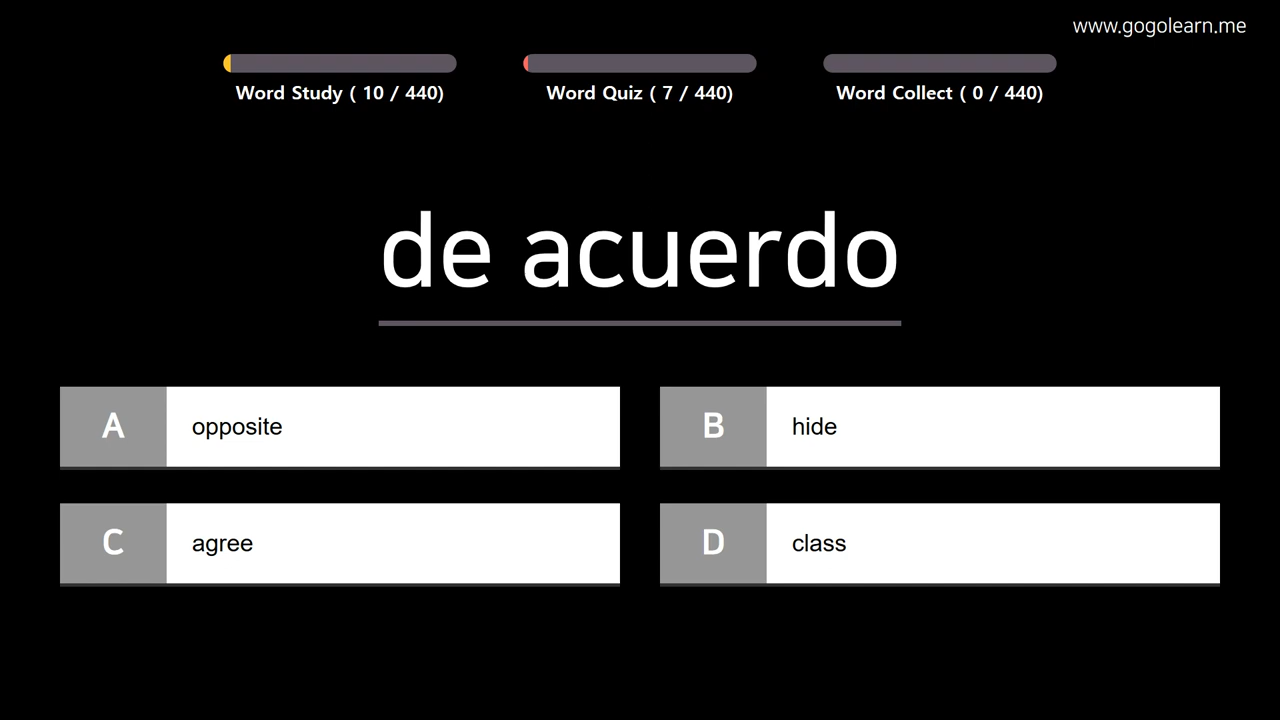 www.gogolearn.me
Word Study ( 10 / 440)
Word Quiz ( 7 / 440)
Word Collect ( 0 / 440)
de acuerdo
A opposite
B hide
C agree
D class